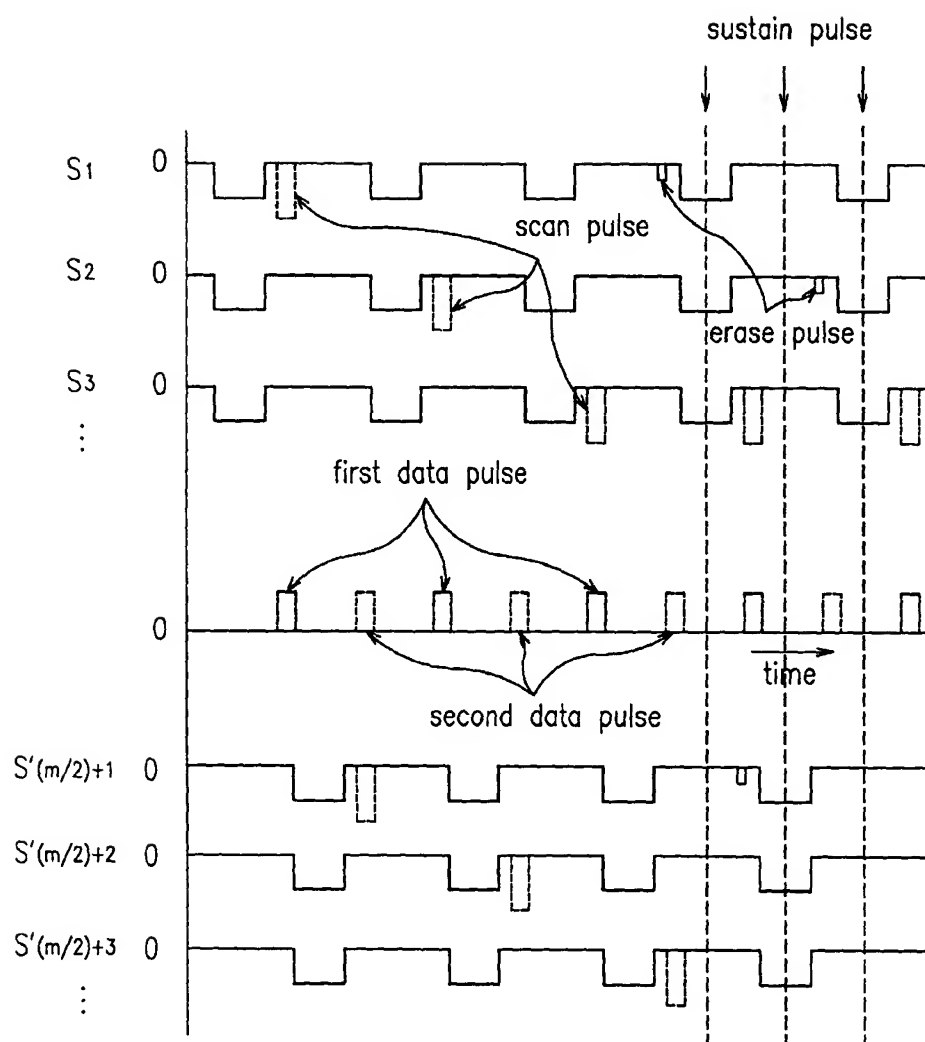 sustain pulse
S1 0
scan pulse
S2 0
erase pulse
S3 0
⋮
first data pulse
0
time
second data pulse
S'(m/2)+1 0
S'(m/2)+2 0
S'(m/2)+3 0
⋮